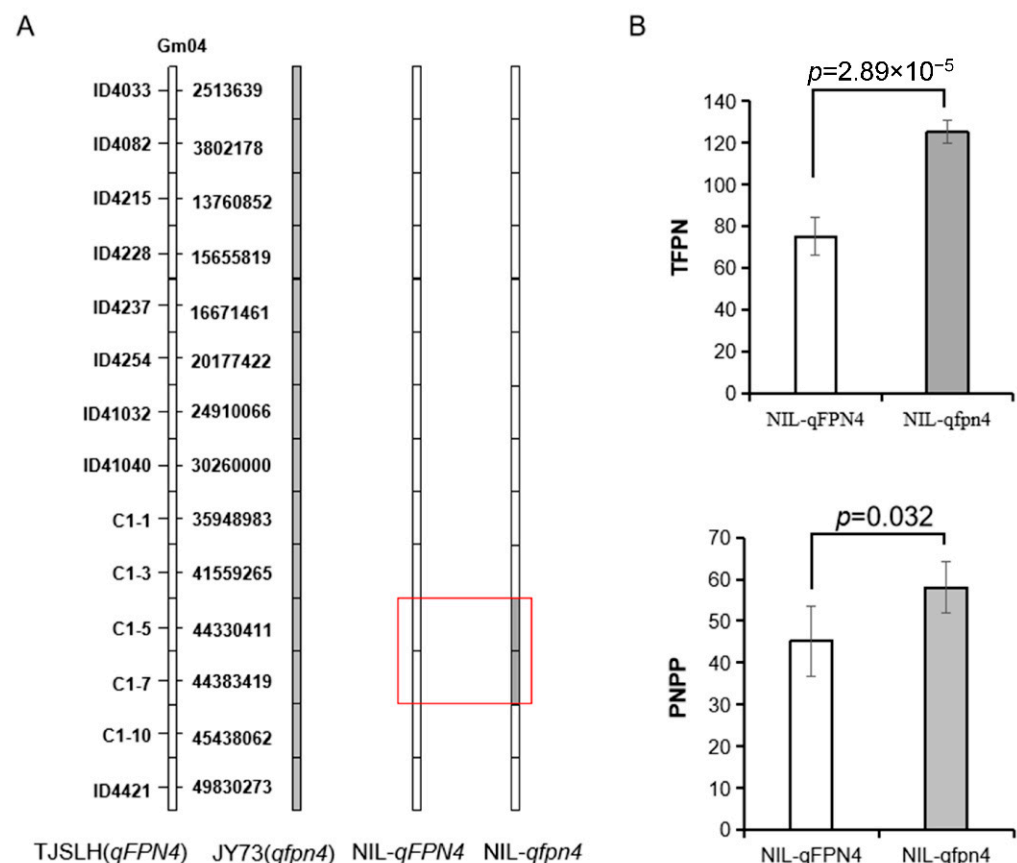 A
Gm04
ID4033 2513639
ID4082 3802178
ID4215 13760852
ID4228 15655819
ID4237 16671461
ID4254 20177422
ID41032 24910066
ID41040 30260000
C1-1 35948983
C1-3 41559265
C1-5 44330411
C1-7 44383419
C1-10 45438062
ID4421 49830273
TJSLH(qFPN4) JY73(qfpn4) NIL-qFPN4 NIL-qfpn4
B
p=2.89×10⁻⁵
TFPN
140
120
100
80
60
40
20
0
NIL-qFPN4 NIL-qfpn4
p=0.032
PNPP
70
60
50
40
30
20
10
0
NIL-qFPN4 NIL-qfpn4